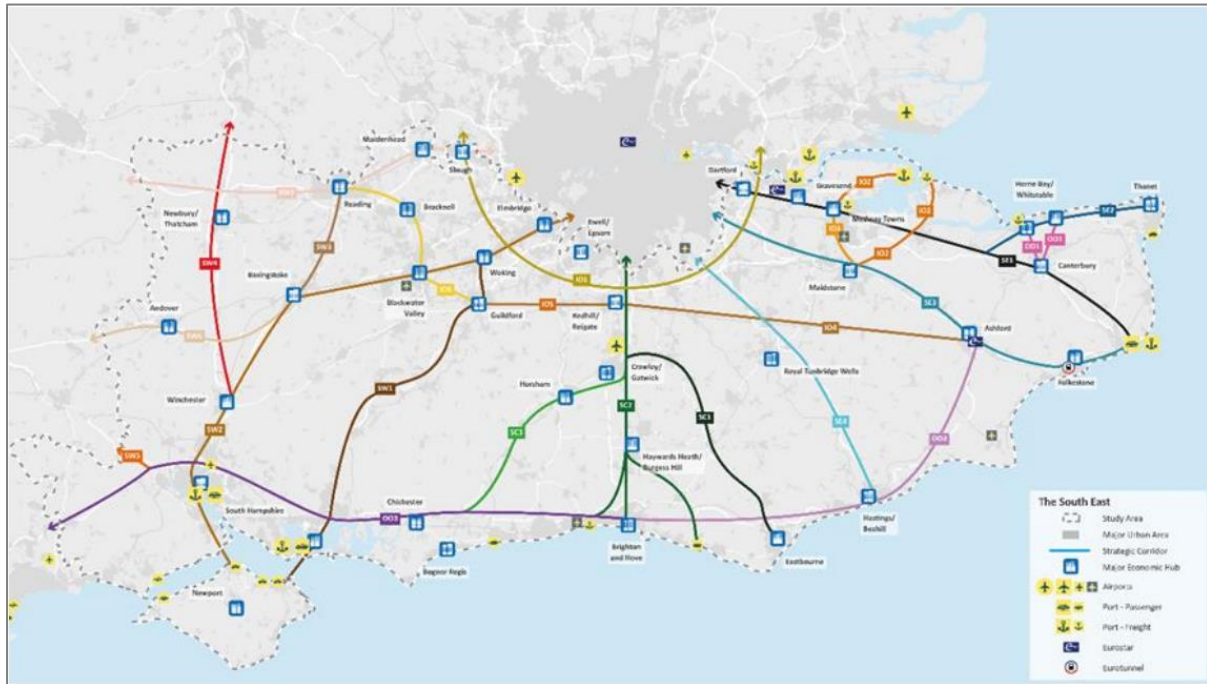 Maidenhead
Slough
Dartford
Gravesend
IO2
Herne Bay/
Whitstable
Thanet
Newbury/
Thatcham
Reading
Bracknell
Elmbridge
Ewell/
Epsom
Medway Towns
IO2
IO2
IO2
SE2
OO1
OO1
SW4
SW3
Basingstoke
Woking
IO3
SE1
Canterbury
Andover
Blackwater
Valley
Guildford
IO5
Redhill/
Reigate
IO4
Maidstone
SE3
Ashford
Folkestone
Winchester
SW1
Horsham
Crawley/
Gatwick
SC2
Royal Tunbridge Wells
SE4
OO2
SW2
SC3
Haywards Heath/
Burgess Hill
SW5
South Hampshire
Chichester
OO3
Bognor Regis
Brighton
and Hove
Eastbourne
Hastings/
Bexhill
Newport
The South East
Study Area
Major Urban Area
Strategic Corridor
Major Economic Hub
Airports
Port - Passenger
Port - Freight
Eurostar
Eurotunnel